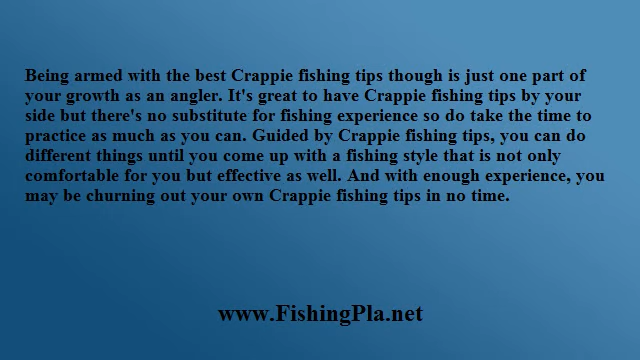 Being armed with the best Crappie fishing tips though is just one part of
your growth as an angler. It's great to have Crappie fishing tips by your
side but there's no substitute for fishing experience so do take the time to
practice as much as you can. Guided by Crappie fishing tips, you can do
different things until you come up with a fishing style that is not only
comfortable for you but effective as well. And with enough experience, you
may be churning out your own Crappie fishing tips in no time.
www.FishingPla.net